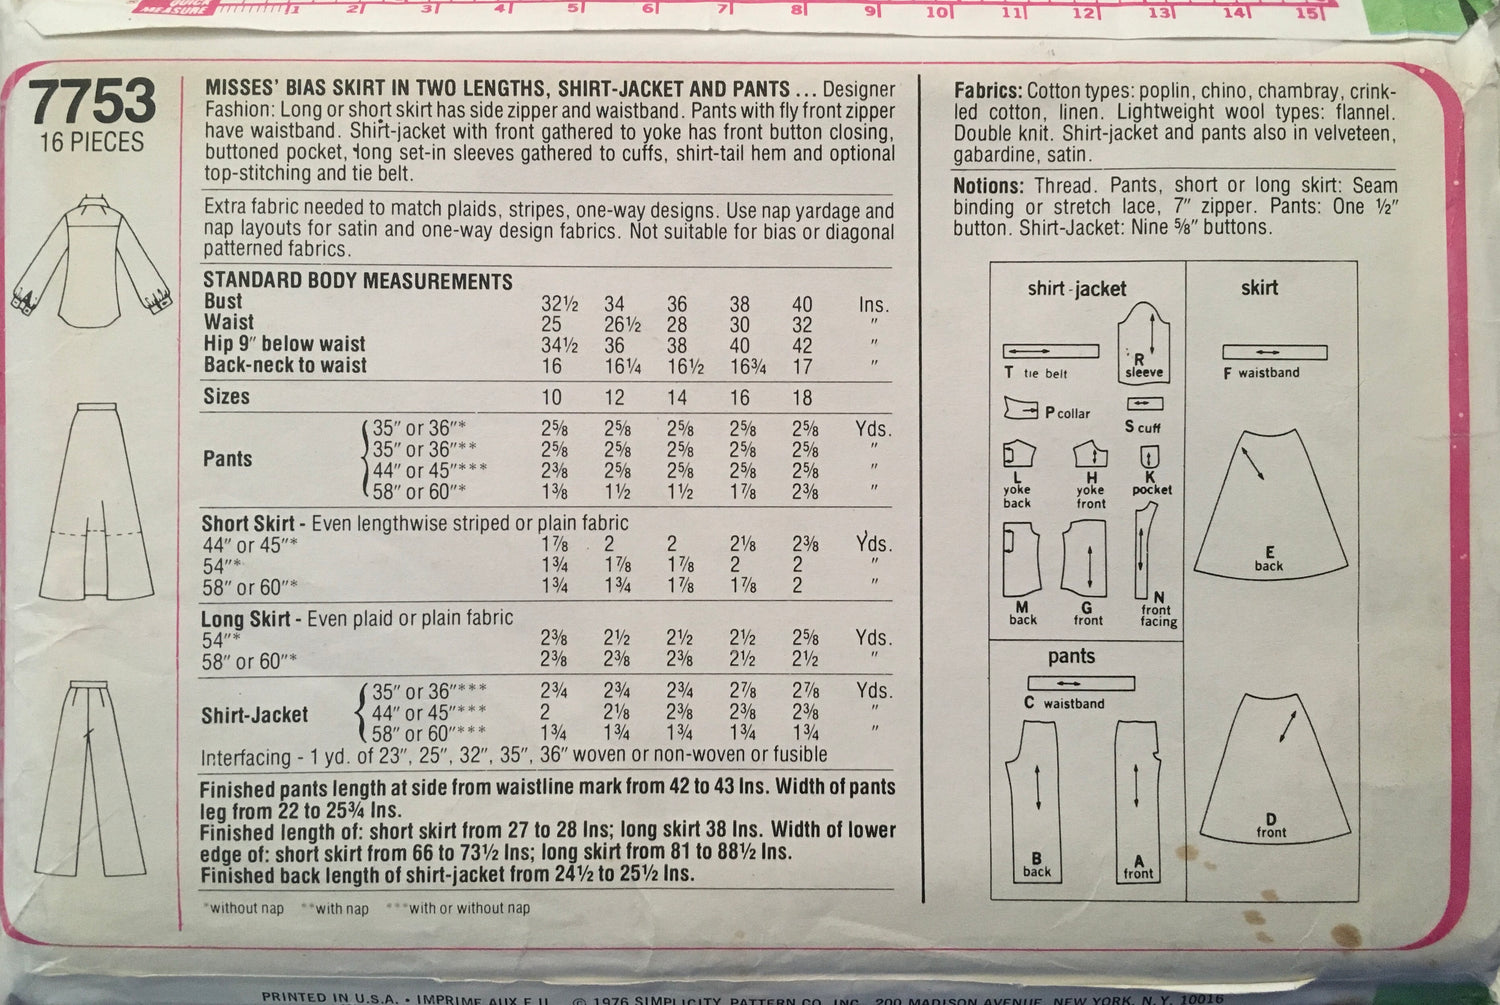 QUICK
MEASURE 1 2 3 4 5 6 7 8 9 10 11 12 13 14 15
7753
16 PIECES
MISSES' BIAS SKIRT IN TWO LENGTHS, SHIRT-JACKET AND PANTS ... Designer
Fashion: Long or short skirt has side zipper and waistband. Pants with fly front zipper
have waistband. Shirt-jacket with front gathered to yoke has front button closing,
buttoned pocket, long set-in sleeves gathered to cuffs, shirt-tail hem and optional
top-stitching and tie belt.
Extra fabric needed to match plaids, stripes, one-way designs. Use nap yardage and
nap layouts for satin and one-way design fabrics. Not suitable for bias or diagonal
patterned fabrics.
STANDARD BODY MEASUREMENTS
Bust 32½ 34 36 38 40 Ins.
Waist 25 26½ 28 30 32 "
Hip 9" below waist 34½ 36 38 40 42 "
Back-neck to waist 16 16¼ 16½ 16¾ 17 "
Sizes 10 12 14 16 18
Pants
35" or 36"* 2⅝ 2⅝ 2⅝ 2⅝ 2⅝ Yds.
35" or 36"** 2⅝ 2⅝ 2⅝ 2⅝ 2⅝ "
44" or 45"*** 2⅜ 2⅝ 2⅝ 2⅝ 2⅝ "
58" or 60"* 1⅜ 1½ 1½ 1⅞ 2⅜ "
Short Skirt - Even lengthwise striped or plain fabric
44" or 45"* 1⅞ 2 2 2⅛ 2⅜ Yds.
54"* 1¾ 1⅞ 1⅞ 2 2 "
58" or 60"* 1¾ 1¾ 1⅞ 1⅞ 2 "
Long Skirt - Even plaid or plain fabric
54"* 2⅜ 2½ 2½ 2½ 2⅝ Yds.
58" or 60"* 2⅜ 2⅜ 2⅜ 2½ 2½ "
Shirt-Jacket
35" or 36"*** 2¾ 2¾ 2¾ 2⅞ 2⅞ Yds.
44" or 45"*** 2 2⅛ 2⅜ 2⅜ 2⅜ "
58" or 60"*** 1¾ 1¾ 1¾ 1¾ 1¾ "
Interfacing - 1 yd. of 23", 25", 32", 35", 36" woven or non-woven or fusible
Finished pants length at side from waistline mark from 42 to 43 Ins. Width of pants
leg from 22 to 25¾ Ins.
Finished length of: short skirt from 27 to 28 Ins; long skirt 38 Ins. Width of lower
edge of: short skirt from 66 to 73½ Ins; long skirt from 81 to 88½ Ins.
Finished back length of shirt-jacket from 24½ to 25½ Ins.
*without nap **with nap ***with or without nap
Fabrics: Cotton types: poplin, chino, chambray, crink-
led cotton, linen. Lightweight wool types: flannel.
Double knit. Shirt-jacket and pants also in velveteen,
gabardine, satin.
Notions: Thread. Pants, short or long skirt: Seam
binding or stretch lace, 7" zipper. Pants: One ½"
button. Shirt-Jacket: Nine ⅝" buttons.
shirt-jacket
T tie belt
R
sleeve
P collar
S cuff
L
yoke
back
H
yoke
front
K
pocket
M
back
G
front
N
front
facing
pants
C waistband
B
back
A
front
skirt
F waistband
E
back
D
front
PRINTED IN U.S.A. • IMPRIME AUX E.U. © 1976 SIMPLICITY PATTERN CO. INC. 200 MADISON AVENUE, NEW YORK, N.Y. 10016